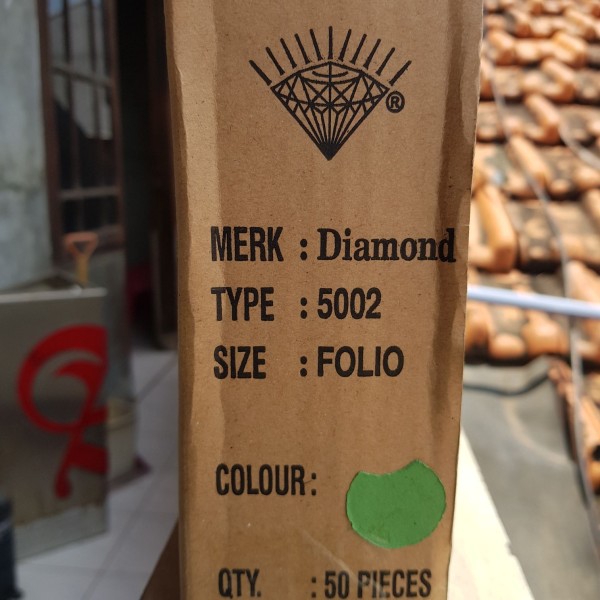 ®
MERK : Diamond
TYPE : 5002
SIZE : FOLIO
COLOUR :
QTY. : 50 PIECES